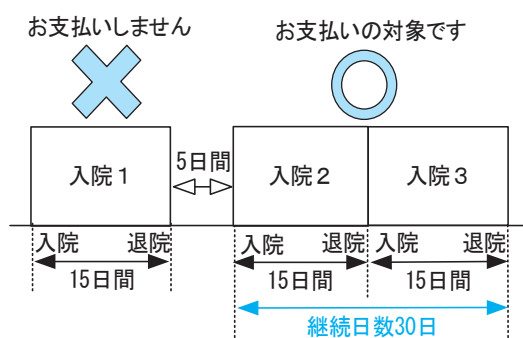 お支払いしません
お支払いの対象です
入院1
5日間
入院2
入院3
入院 退院
入院 退院
入院 退院
15日間
15日間
15日間
継続日数30日